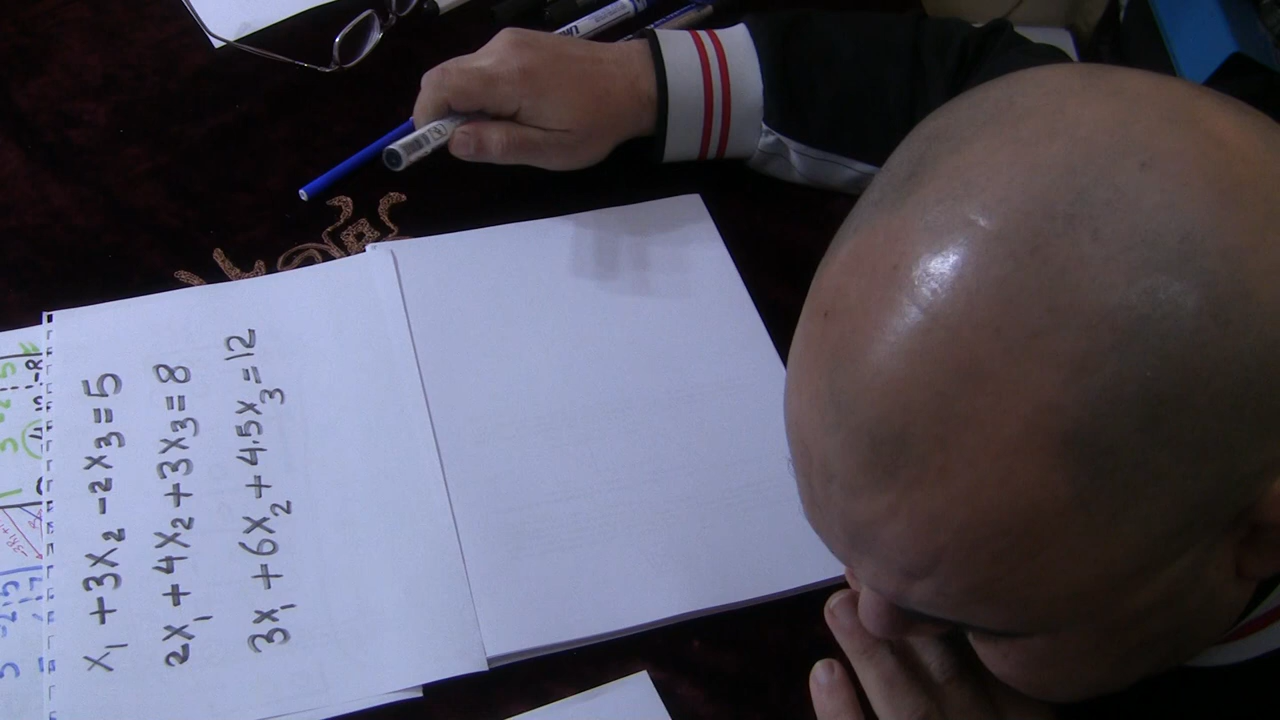 x₁ + 3x₂ - 2x₃ = 5
2x₁ + 4x₂ + 3x₃ = 8
3x₁ + 6x₂ + 4.5x₃ = 12